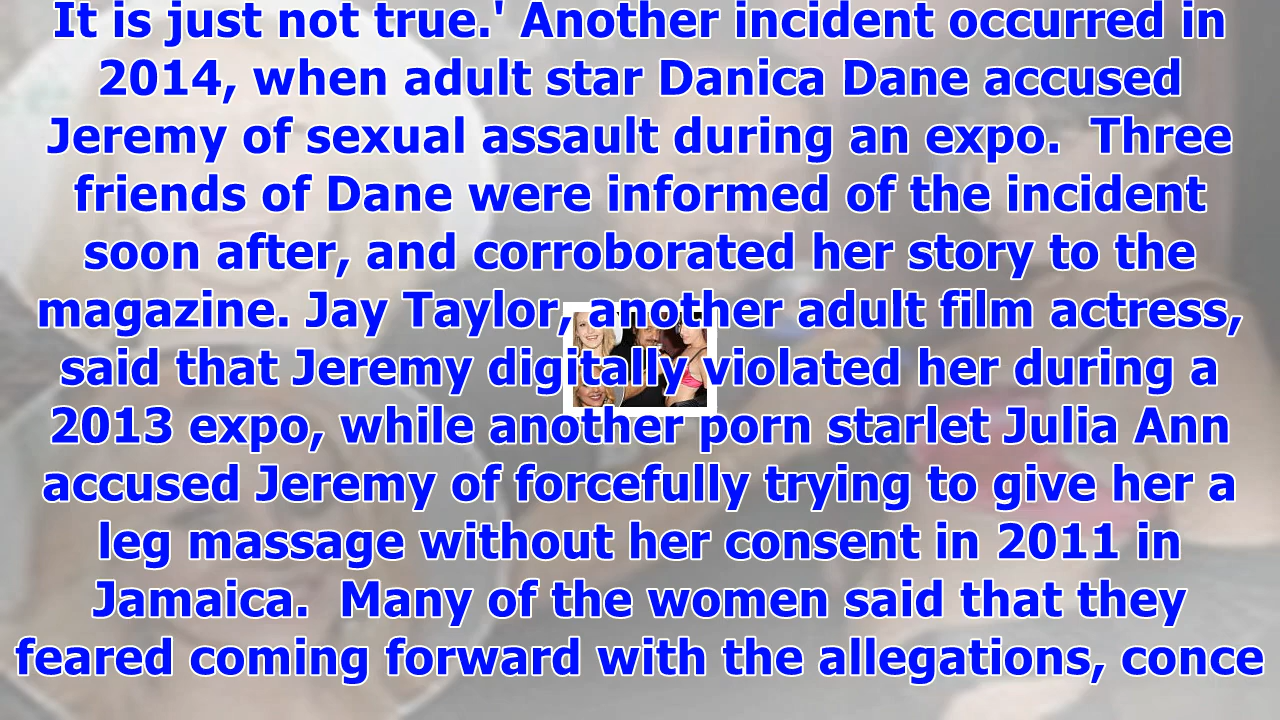 It is just not true.' Another incident occurred in
2014, when adult star Danica Dane accused
Jeremy of sexual assault during an expo.  Three
friends of Dane were informed of the incident
soon after, and corroborated her story to the
magazine. Jay Taylor, another adult film actress,
said that Jeremy digitally violated her during a
2013 expo, while another porn starlet Julia Ann
accused Jeremy of forcefully trying to give her a
leg massage without her consent in 2011 in
Jamaica.  Many of the women said that they
feared coming forward with the allegations, conce